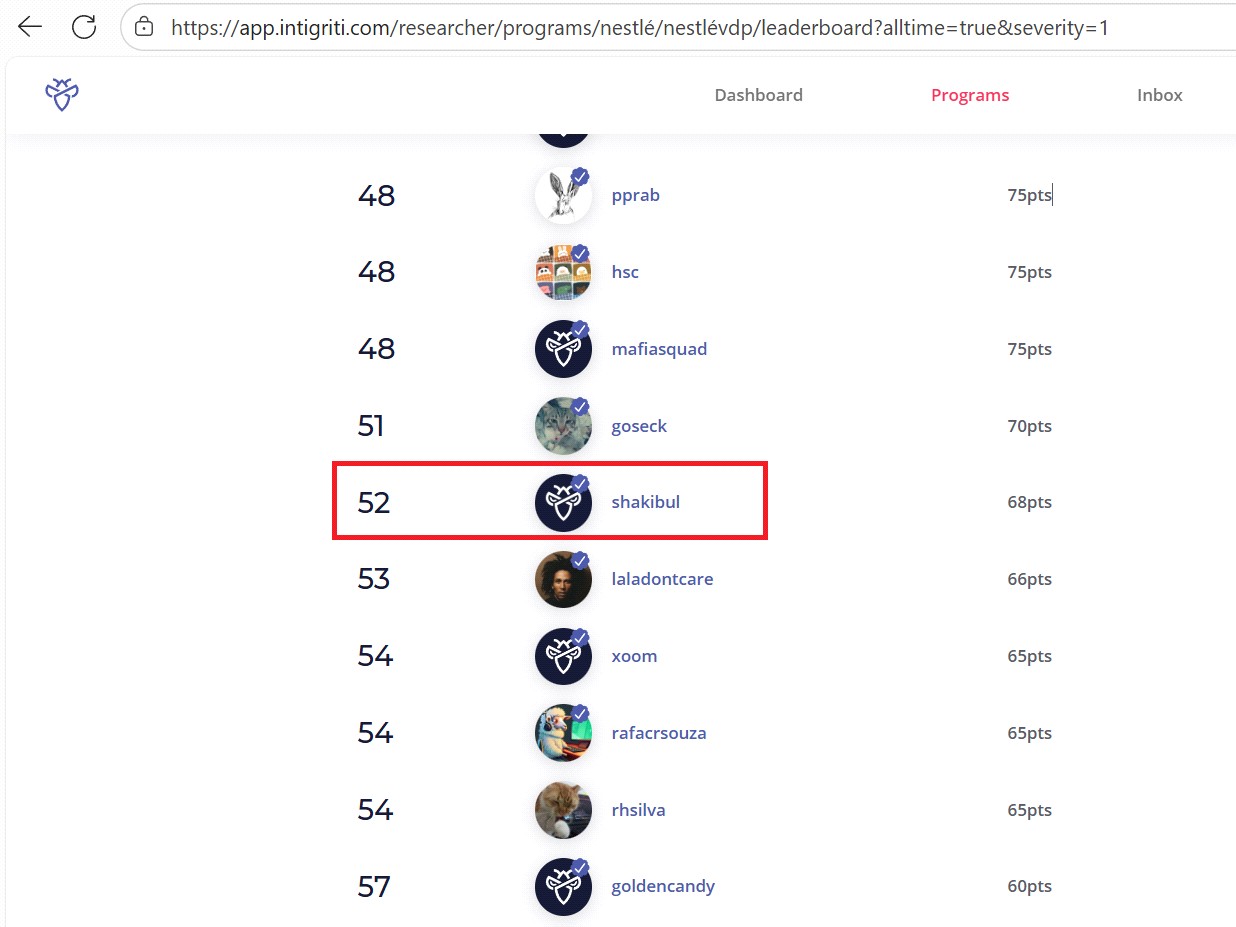 https://app.intigriti.com/researcher/programs/nestlé/nestlévdp/leaderboard?alltime=true&severity=1
Dashboard Programs Inbox
48 pprab 75pts
48 hsc 75pts
48 mafiasquad 75pts
51 goseck 70pts
52 shakibul 68pts
53 laladontcare 66pts
54 xoom 65pts
54 rafacrsouza 65pts
54 rhsilva 65pts
57 goldencandy 60pts